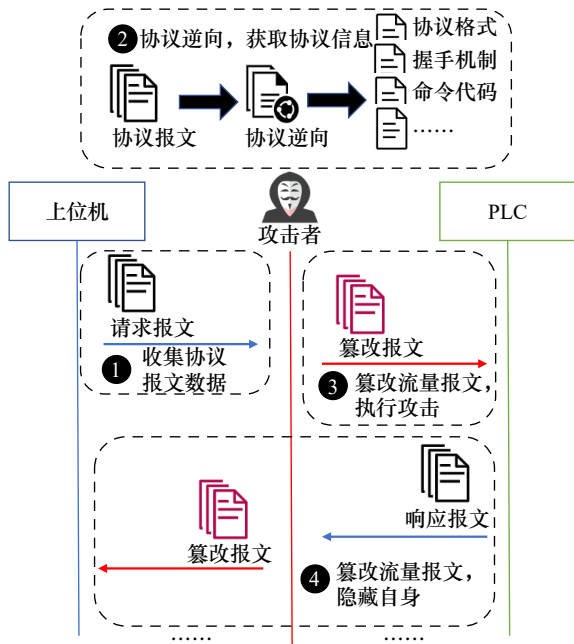 ❷协议逆向，获取协议信息
协议格式
握手机制
命令代码
……
协议报文
协议逆向
上位机
攻击者
PLC
请求报文
❶ 收集协议
报文数据
篡改报文
❸ 篡改流量报文，
执行攻击
响应报文
篡改报文
❹ 篡改流量报文，
隐藏自身
……
……